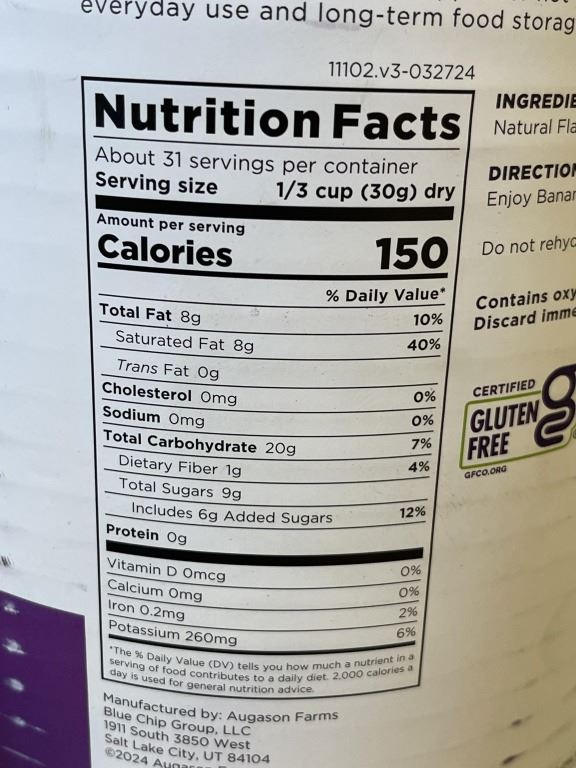 everyday use and long-term food storag
11102.v3-032724
Nutrition Facts
About 31 servings per container
Serving size 1/3 cup (30g) dry
Amount per serving
Calories 150
% Daily Value*
Total Fat 8g 10%
Saturated Fat 8g 40%
Trans Fat 0g
Cholesterol 0mg 0%
Sodium 0mg 0%
Total Carbohydrate 20g 7%
Dietary Fiber 1g 4%
Total Sugars 9g
Includes 6g Added Sugars 12%
Protein 0g
Vitamin D 0mcg 0%
Calcium 0mg 0%
Iron 0.2mg 2%
Potassium 260mg 6%
*The % Daily Value (DV) tells you how much a nutrient in a
serving of food contributes to a daily diet. 2,000 calories a
day is used for general nutrition advice.
Manufactured by: Augason Farms
Blue Chip Group, LLC
1911 South 3850 West
Salt Lake City, UT 84104
©2024
INGREDIE
Natural Fla
DIRECTION
Enjoy Banan
Do not rehyd
Contains oxy
Discard imme
CERTIFIED
GLUTEN
FREE
GFCO.ORG